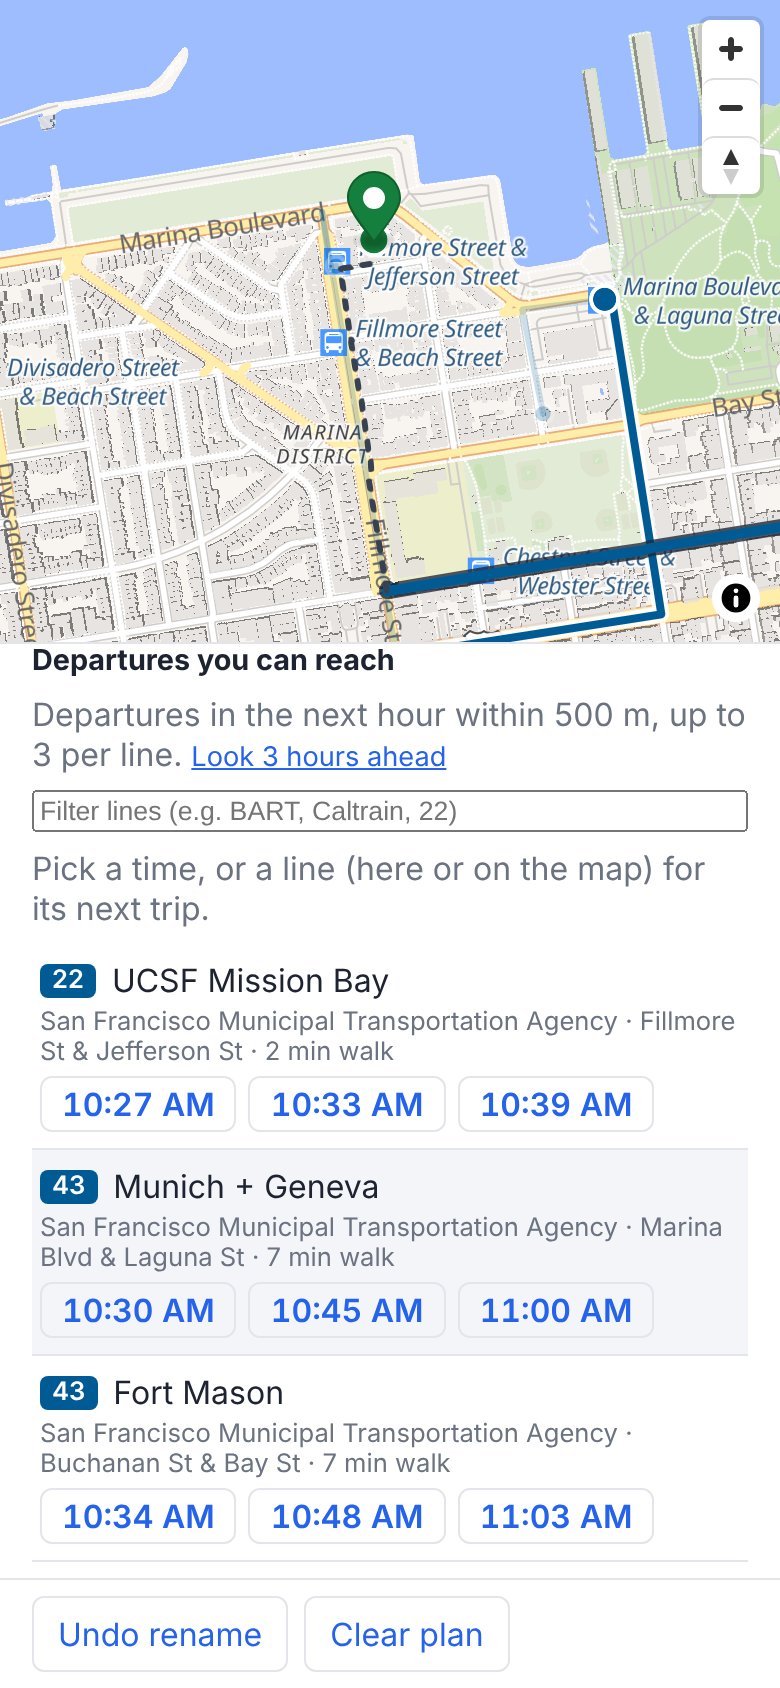 Marina Boulevard
more Street &
Jefferson Street
Marina Boulev
& Laguna Stre
Fillmore Street
& Beach Street
Divisadero Street
& Beach Street
Bay St
MARINA
DISTRICT
Divisadero Stree
Fillmore St
Chestnut Street &
Webster Stree
Departures you can reach
Departures in the next hour within 500 m, up to
3 per line. Look 3 hours ahead
Filter lines (e.g. BART, Caltrain, 22)
Pick a time, or a line (here or on the map) for
its next trip.
22 UCSF Mission Bay
San Francisco Municipal Transportation Agency · Fillmore
St & Jefferson St · 2 min walk
10:27 AM 10:33 AM 10:39 AM
43 Munich + Geneva
San Francisco Municipal Transportation Agency · Marina
Blvd & Laguna St · 7 min walk
10:30 AM 10:45 AM 11:00 AM
43 Fort Mason
San Francisco Municipal Transportation Agency ·
Buchanan St & Bay St · 7 min walk
10:34 AM 10:48 AM 11:03 AM
Undo rename Clear plan